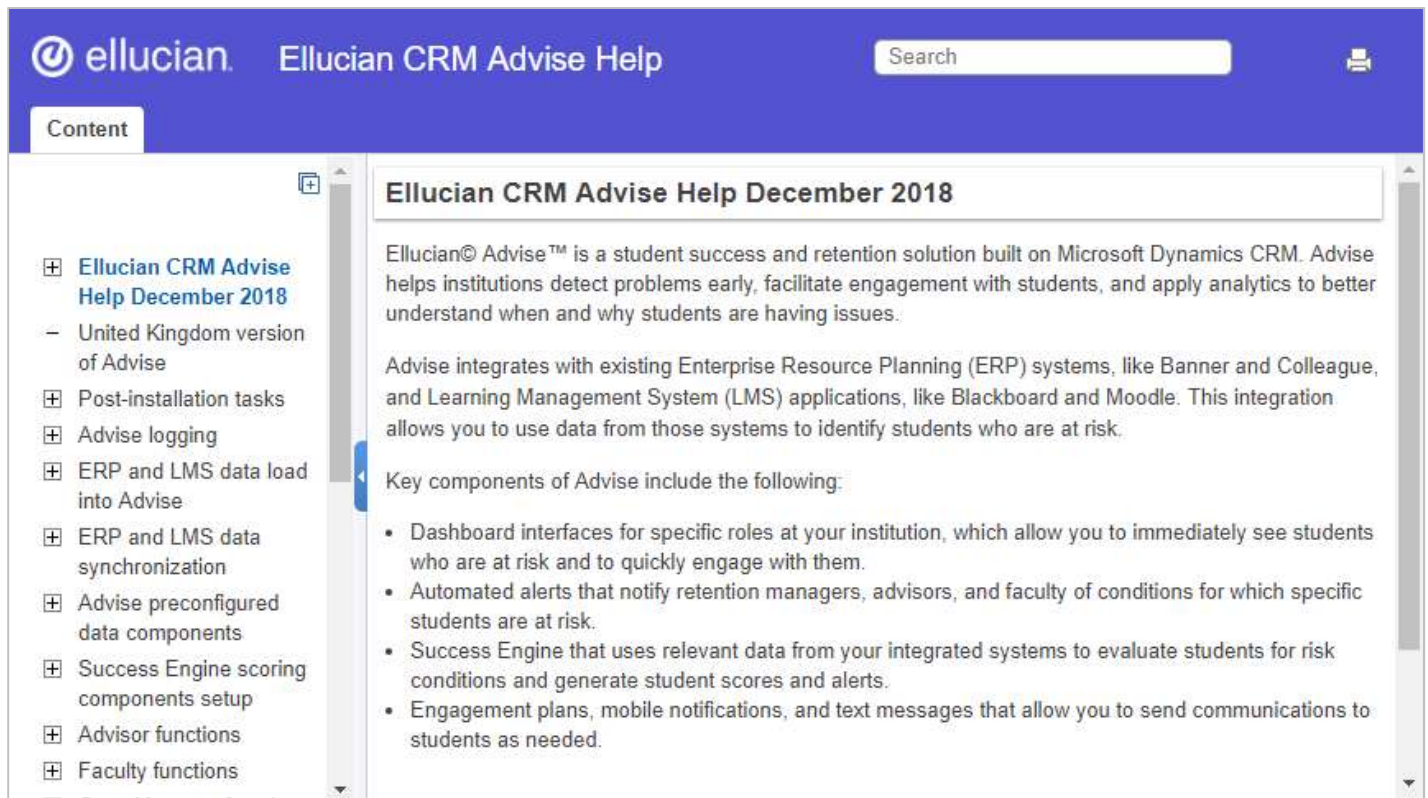 ellucian.
Ellucian CRM Advise Help
Search
Content
Ellucian CRM Advise
Help December 2018
United Kingdom version
of Advise
Post-installation tasks
Advise logging
ERP and LMS data load
into Advise
ERP and LMS data
synchronization
Advise preconfigured
data components
Success Engine scoring
components setup
Advisor functions
Faculty functions
Ellucian CRM Advise Help December 2018
Ellucian© Advise™ is a student success and retention solution built on Microsoft Dynamics CRM. Advise
helps institutions detect problems early, facilitate engagement with students, and apply analytics to better
understand when and why students are having issues.
Advise integrates with existing Enterprise Resource Planning (ERP) systems, like Banner and Colleague,
and Learning Management System (LMS) applications, like Blackboard and Moodle. This integration
allows you to use data from those systems to identify students who are at risk.
Key components of Advise include the following:
• Dashboard interfaces for specific roles at your institution, which allow you to immediately see students
who are at risk and to quickly engage with them.
• Automated alerts that notify retention managers, advisors, and faculty of conditions for which specific
students are at risk.
• Success Engine that uses relevant data from your integrated systems to evaluate students for risk
conditions and generate student scores and alerts.
• Engagement plans, mobile notifications, and text messages that allow you to send communications to
students as needed.